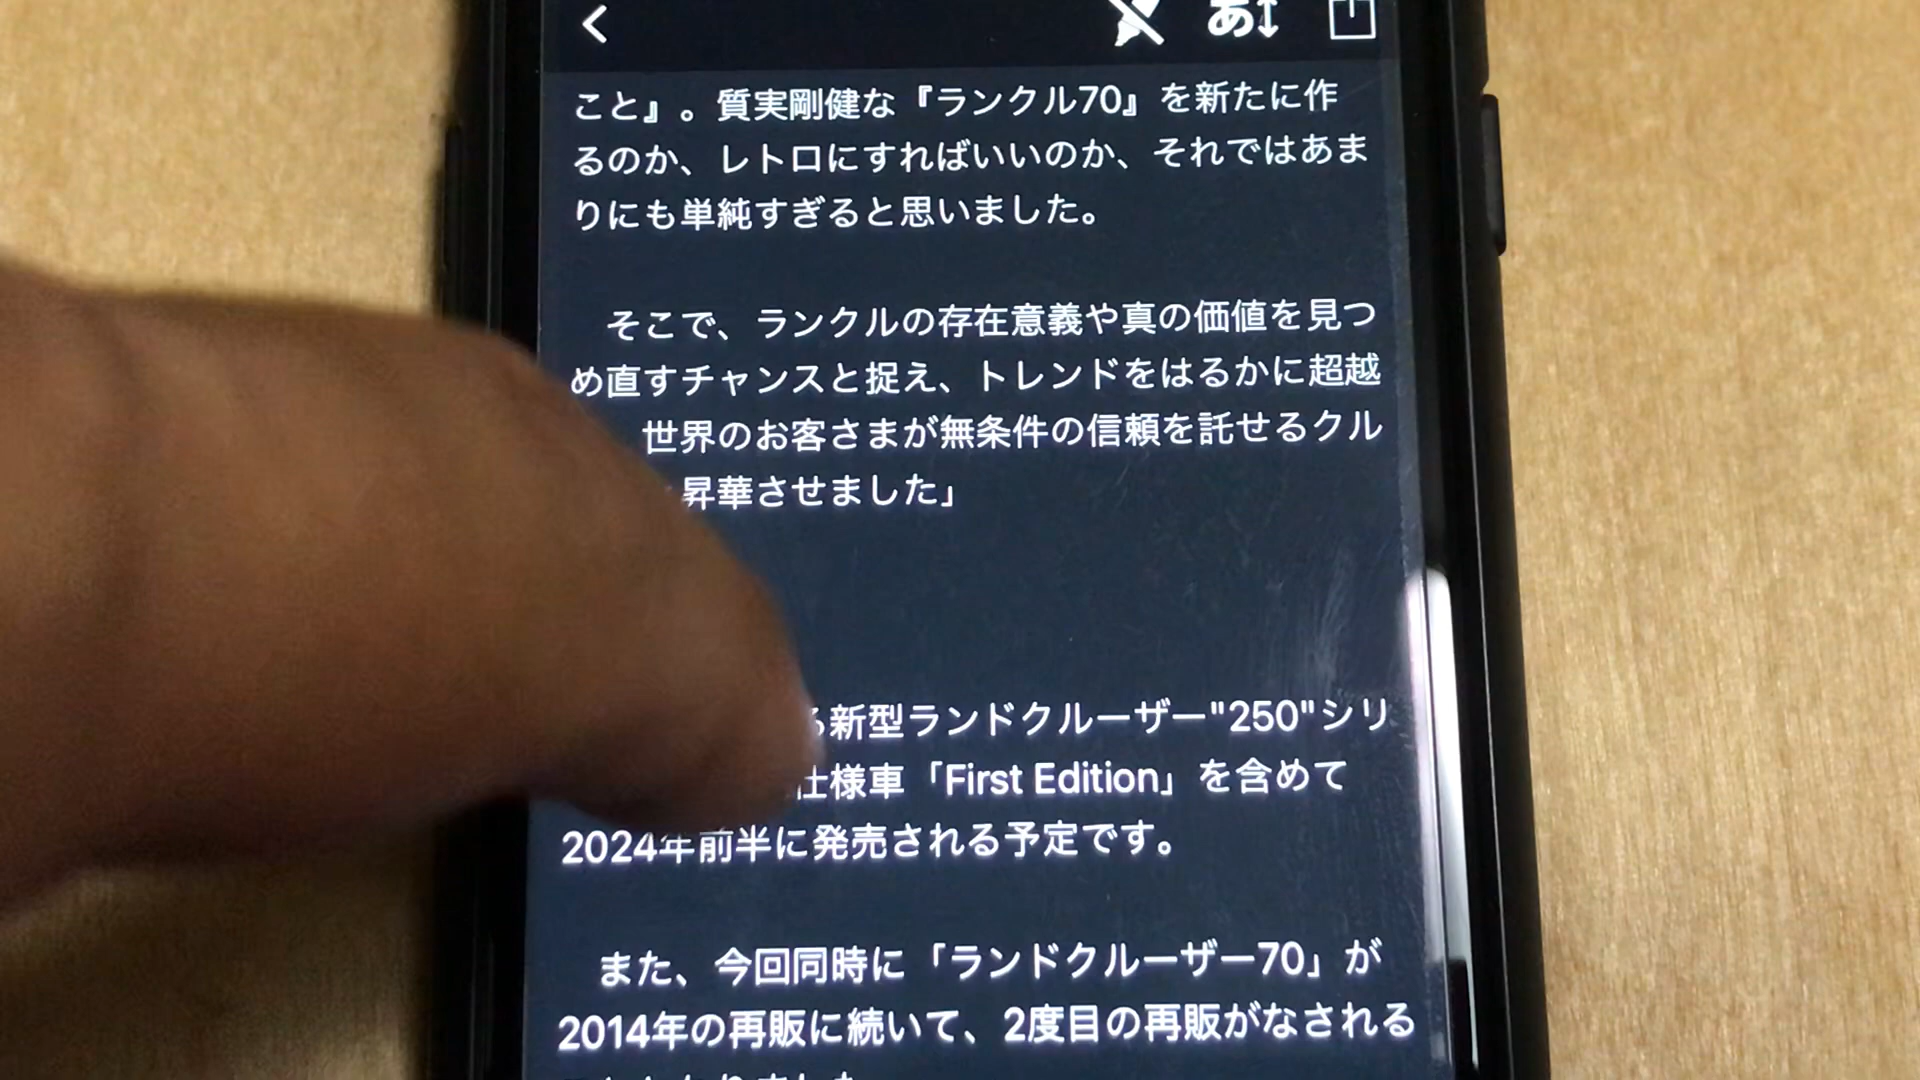 あ
こと』。質実剛健な『ランクル70』を新たに作
るのか、レトロにすればいいのか、それではあま
りにも単純すぎると思いました。
そこで、ランクルの存在意義や真の価値を見つ
め直すチャンスと捉え、トレンドをはるかに超越
世界のお客さまが無条件の信頼を託せるクル
昇華させました」
る新型ランドクルーザー"250"シリ
仕様車「First Edition」を含めて
2024年前半に発売される予定です。
また、今回同時に「ランドクルーザー70」が
2014年の再販に続いて、2度目の再販がなされる